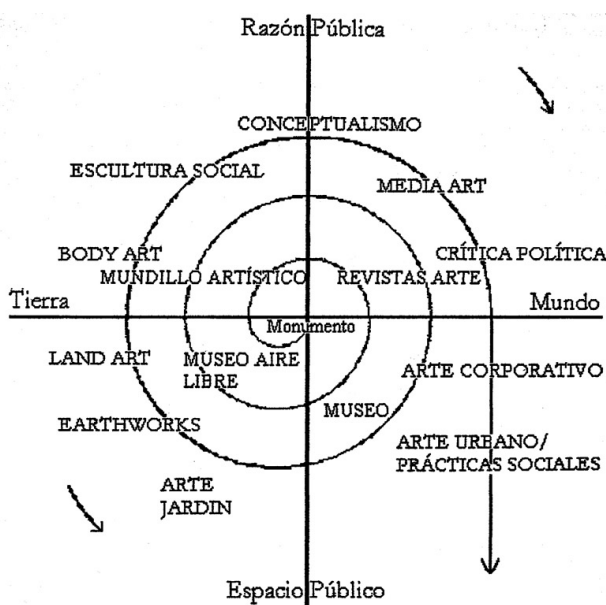 Razón Pública
CONCEPTUALISMO
ESCULTURA SOCIAL
MEDIA ART
BODY ART
CRÍTICA POLÍTICA
MUNDILLO ARTÍSTICO
REVISTAS ARTE
Tierra
Mundo
Monumento
LAND ART
MUSEO AIRE
LIBRE
ARTE CORPORATIVO
MUSEO
EARTHWORKS
ARTE URBANO/
PRÁCTICAS SOCIALES
ARTE
JARDIN
Espacio Público